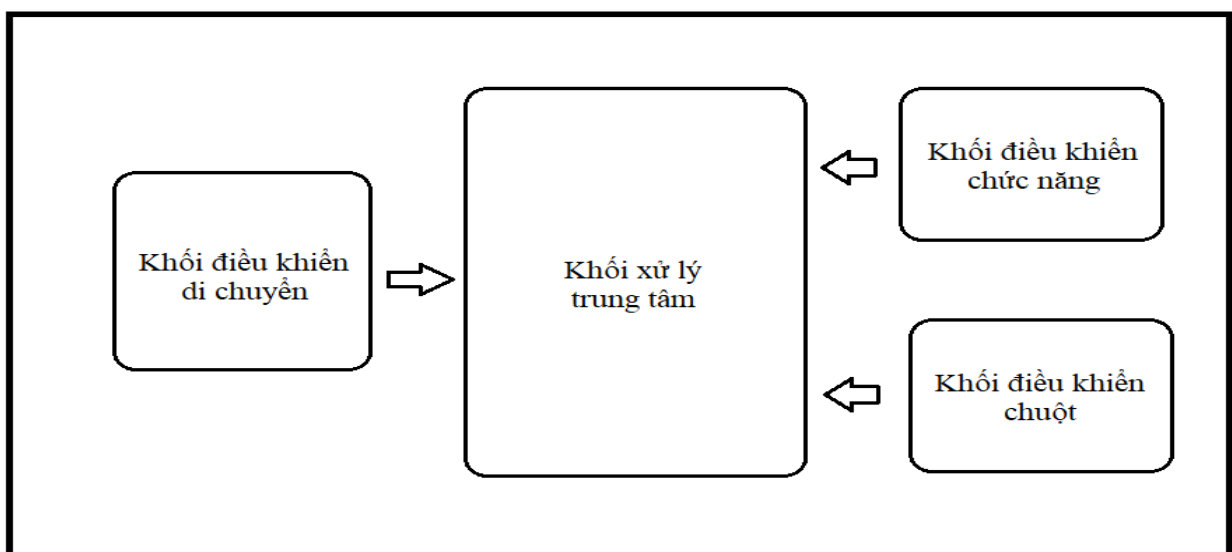 Khối điều khiển
di chuyển
Khối xử lý
trung tâm
Khối điều khiển
chức năng
Khối điều khiển
chuột